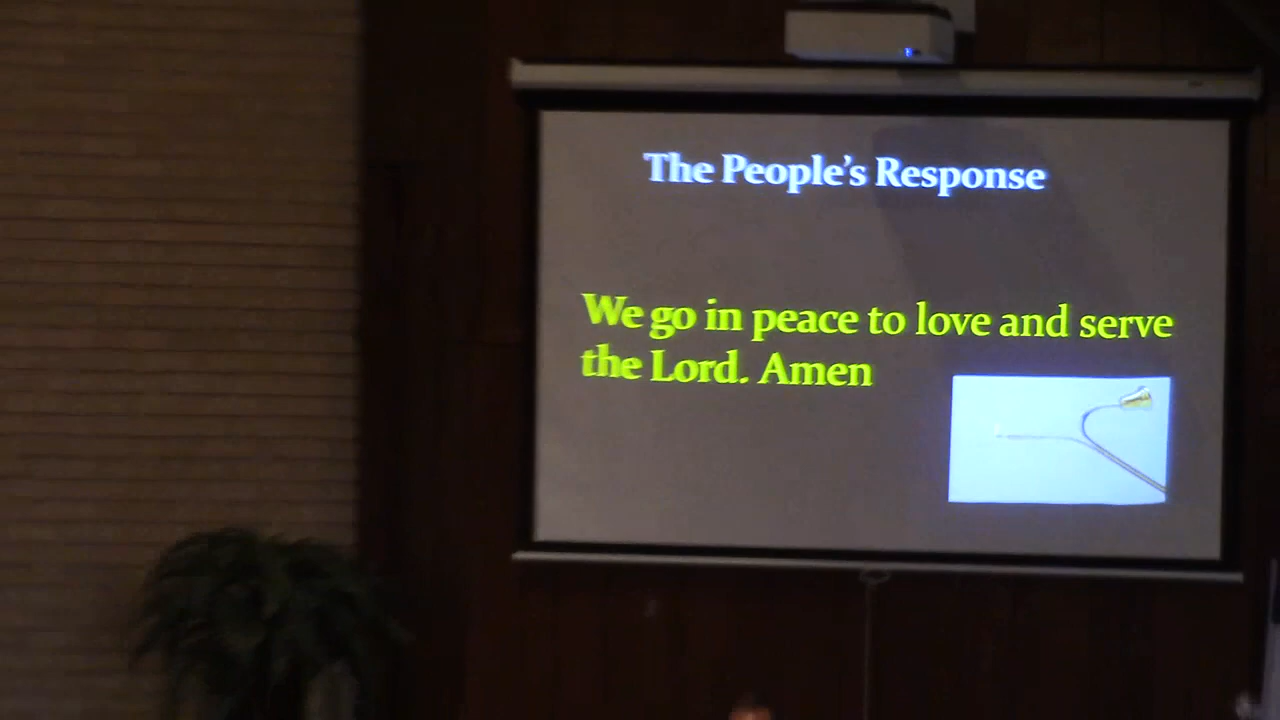 The People's Response
We go in peace to love and serve
the Lord. Amen